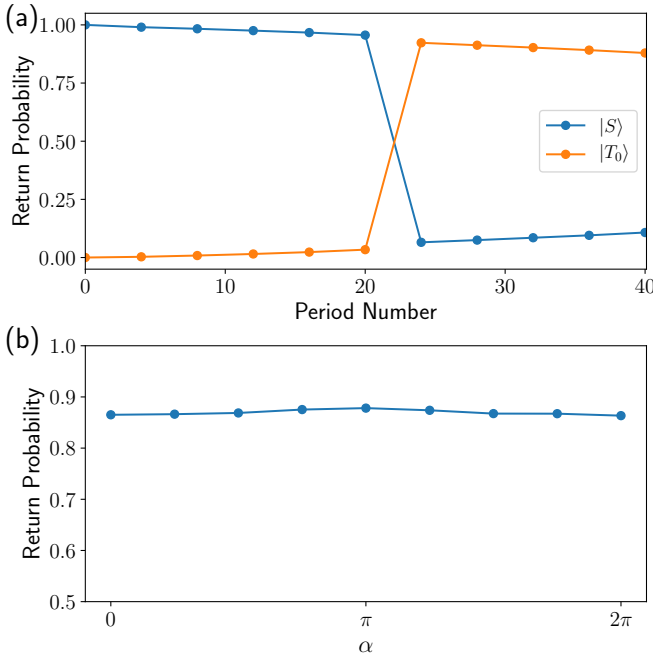 (a)
Return Probability
1.00
0.75
0.50
0.25
0.00
|S⟩
|T₀⟩
0 10 20 30 40
Period Number
(b)
Return Probability
1.0
0.9
0.8
0.7
0.6
0.5
0 π 2π
α